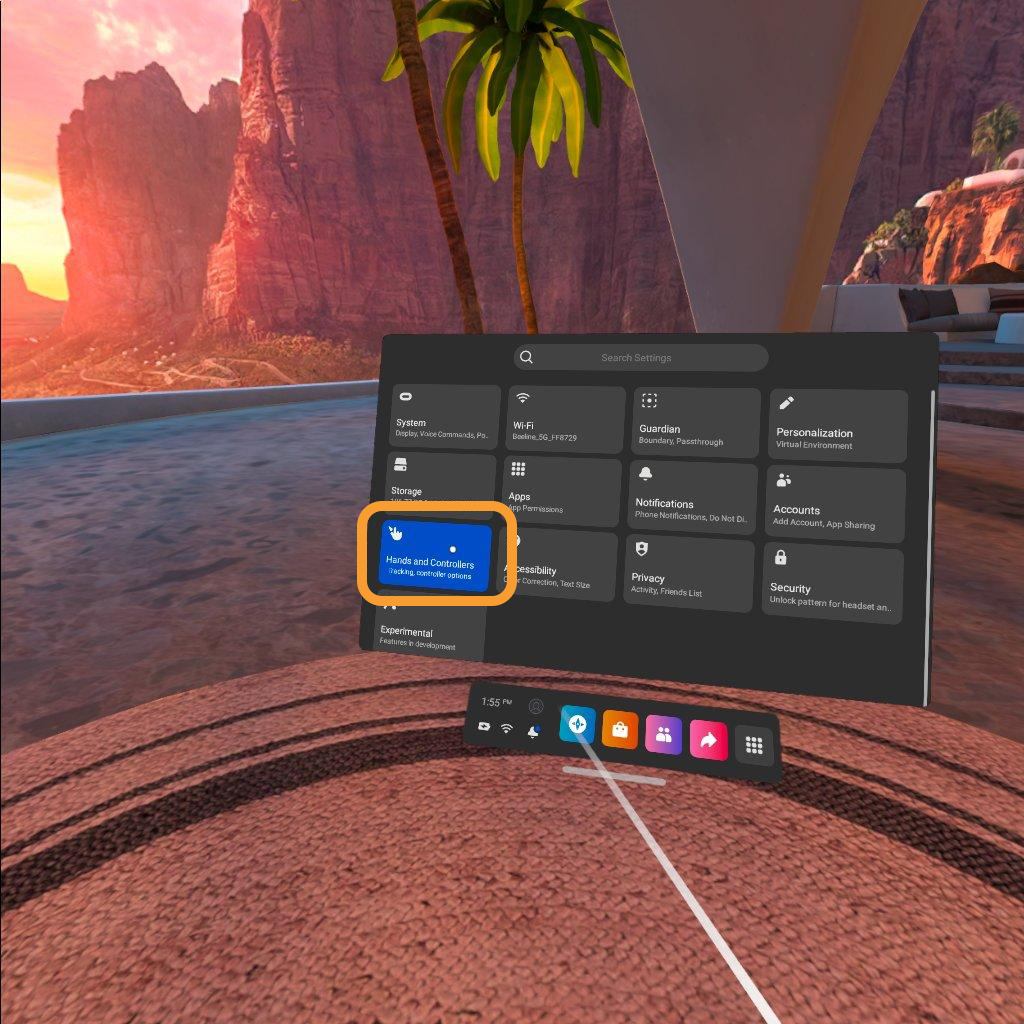 Search Settings
System
Display, Voice Commands, Po..
Wi-Fi
Beeline_5G_FF8729
Guardian
Boundary, Passthrough
Personalization
Virtual Environment
Storage
Apps
App Permissions
Notifications
Phone Notifications, Do Not Di..
Accounts
Add Account, App Sharing
Hands and Controllers
Tracking, controller options
Accessibility
Color Correction, Text Size
Privacy
Activity, Friends List
Security
Unlock pattern for headset an..
Experimental
Features in development
1:55 PM